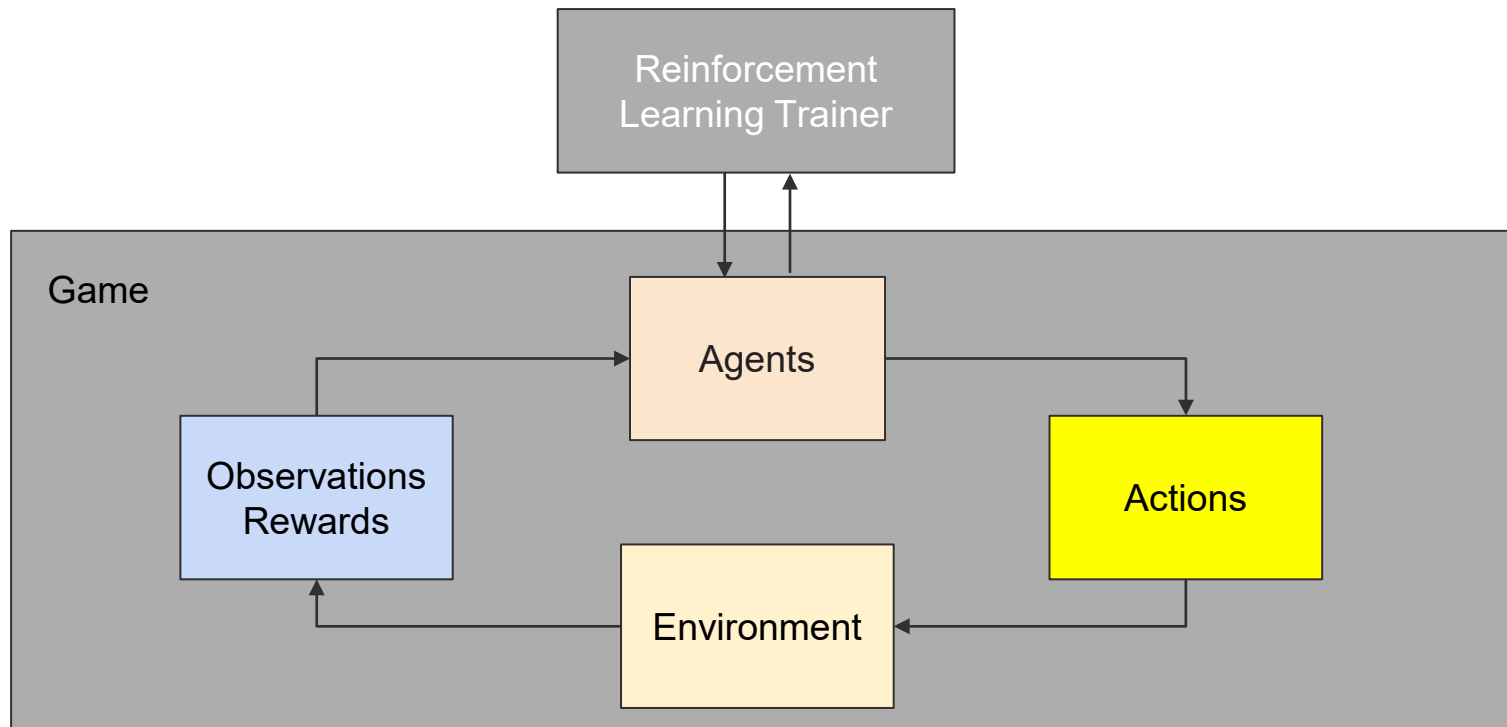 Reinforcement
Learning Trainer
Game
Agents
Observations
Rewards
Actions
Environment